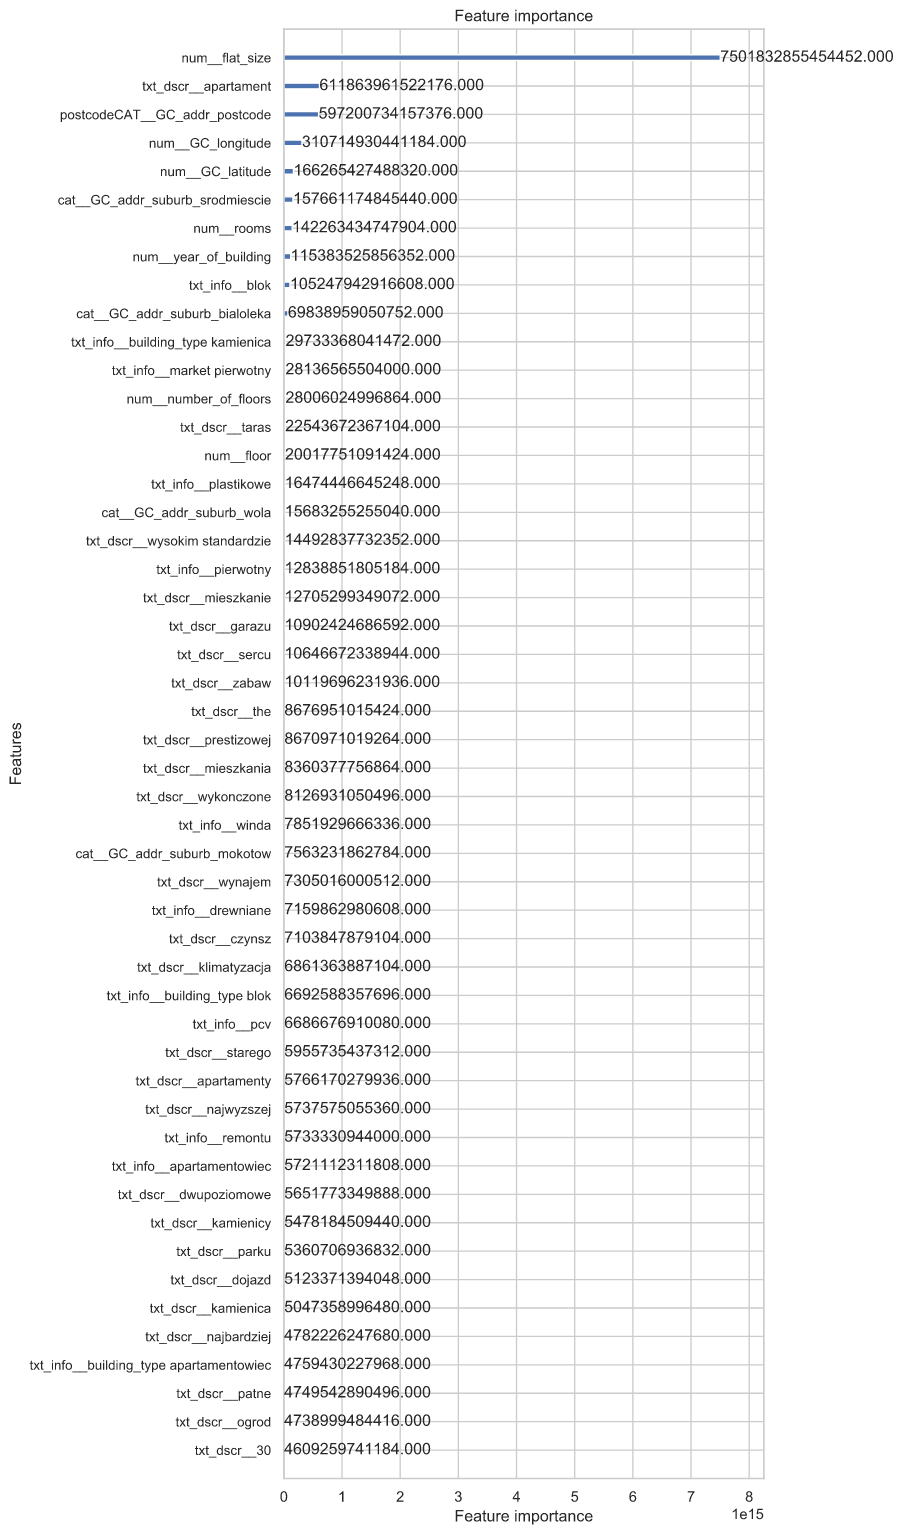 Feature importance
num__flat_size 7501832855454452.000
txt_dscr__apartament 611863961522176.000
postcodeCAT__GC_addr_postcode 597200734157376.000
num__GC_longitude 310714930441184.000
num__GC_latitude 166265427488320.000
cat__GC_addr_suburb_srodmiescie 157661174845440.000
num__rooms 142263434747904.000
num__year_of_building 115383525856352.000
txt_info__blok 105247942916608.000
cat__GC_addr_suburb_bialoleka 69838959050752.000
txt_info__building_type kamienica 29733368041472.000
txt_info__market pierwotny 28136565504000.000
num__number_of_floors 28006024996864.000
txt_dscr__taras 22543672367104.000
num__floor 20017751091424.000
txt_info__plastikowe 16474446645248.000
cat__GC_addr_suburb_wola 15683255255040.000
txt_dscr__wysokim standardzie 14492837732352.000
txt_info__pierwotny 12838851805184.000
txt_dscr__mieszkanie 12705299349072.000
txt_dscr__garazu 10902424686592.000
txt_dscr__sercu 10646672338944.000
txt_dscr__zabaw 10119696231936.000
txt_dscr__the 8676951015424.000
txt_dscr__prestizowej 8670971019264.000
txt_dscr__mieszkania 8360377756864.000
txt_dscr__wykonczone 8126931050496.000
txt_info__winda 7851929666336.000
cat__GC_addr_suburb_mokotow 7563231862784.000
txt_dscr__wynajem 7305016000512.000
txt_info__drewniane 7159862980608.000
txt_dscr__czynsz 7103847879104.000
txt_dscr__klimatyzacja 6861363887104.000
txt_info__building_type blok 6692588357696.000
txt_info__pcv 6686676910080.000
txt_dscr__starego 5955735437312.000
txt_dscr__apartamenty 5766170279936.000
txt_dscr__najwyzszej 5737575055360.000
txt_info__remontu 5733330944000.000
txt_info__apartamentowiec 5721112311808.000
txt_dscr__dwupoziomowe 5651773349888.000
txt_dscr__kamienicy 5478184509440.000
txt_dscr__parku 5360706936832.000
txt_dscr__dojazd 5123371394048.000
txt_dscr__kamienica 5047358996480.000
txt_dscr__najbardziej 4782226247680.000
txt_info__building_type apartamentowiec 4759430227968.000
txt_dscr__patne 4749542890496.000
txt_dscr__ogrod 4738999484416.000
txt_dscr__30 4609259741184.000
Features
0 1 2 3 4 5 6 7 8
1e15
Feature importance